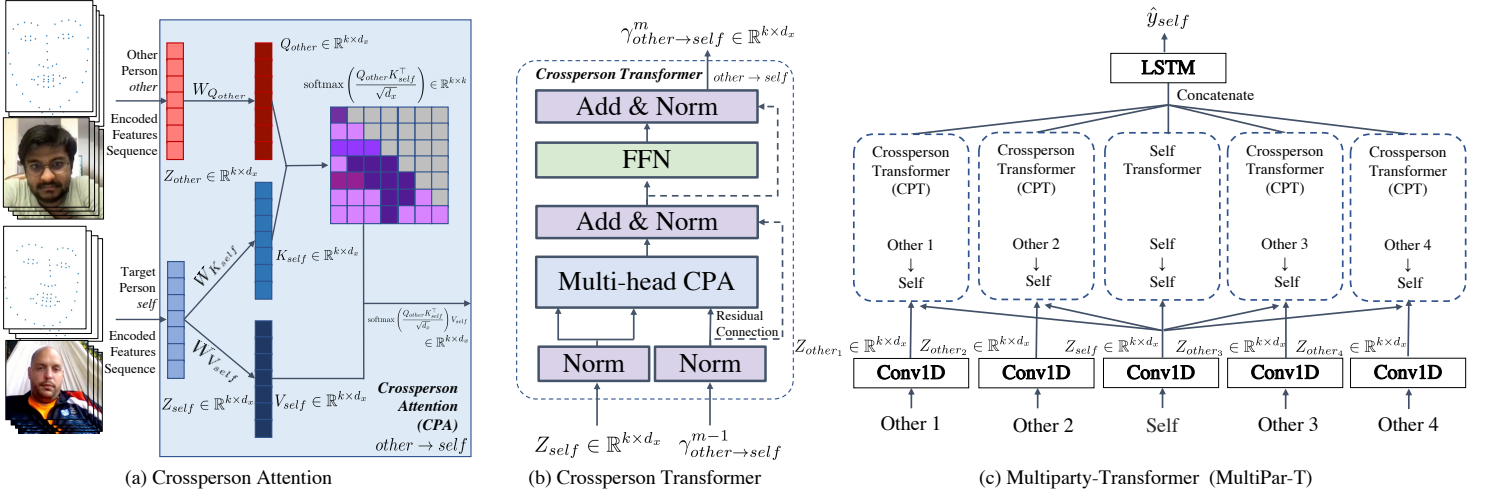 Other
Person
other
Encoded
Features
Sequence
W_{Q_{other}}
Z_{other} ∈ ℝ^{k×d_x}
Q_{other} ∈ ℝ^{k×d_x}
softmax(Q_{other}K_{self}^⊤ / √d_x) ∈ ℝ^{k×k}
Target
Person
self
Encoded
Features
Sequence
W_{K_{self}}
W_{V_{self}}
K_{self} ∈ ℝ^{k×d_x}
softmax(Q_{other}K_{self}^⊤ / √d_x) V_{self}
∈ ℝ^{k×d_x}
Z_{self} ∈ ℝ^{k×d_x}
V_{self} ∈ ℝ^{k×d_x}
Crossperson
Attention
(CPA)
other → self
(a) Crossperson Attention
γ^{m}_{other→self} ∈ ℝ^{k×d_x}
Crossperson Transformer
other → self
Add & Norm
FFN
Add & Norm
Multi-head CPA
Residual
Connection
Norm Norm
Z_{self} ∈ ℝ^{k×d_x} γ^{m−1}_{other→self}
(b) Crossperson Transformer
ŷ_{self}
LSTM
Concatenate
Crossperson
Transformer
(CPT)
Other 1
↓
Self
Crossperson
Transformer
(CPT)
Other 2
↓
Self
Self
Transformer
Self
↓
Self
Crossperson
Transformer
(CPT)
Other 3
↓
Self
Crossperson
Transformer
(CPT)
Other 4
↓
Self
Z_{other_1} ∈ ℝ^{k×d_x} Z_{other_2} ∈ ℝ^{k×d_x} Z_{self} ∈ ℝ^{k×d_x} Z_{other_3} ∈ ℝ^{k×d_x} Z_{other_4} ∈ ℝ^{k×d_x}
Conv1D Conv1D Conv1D Conv1D Conv1D
Other 1 Other 2 Self Other 3 Other 4
(c) Multiparty-Transformer (MultiPar-T)